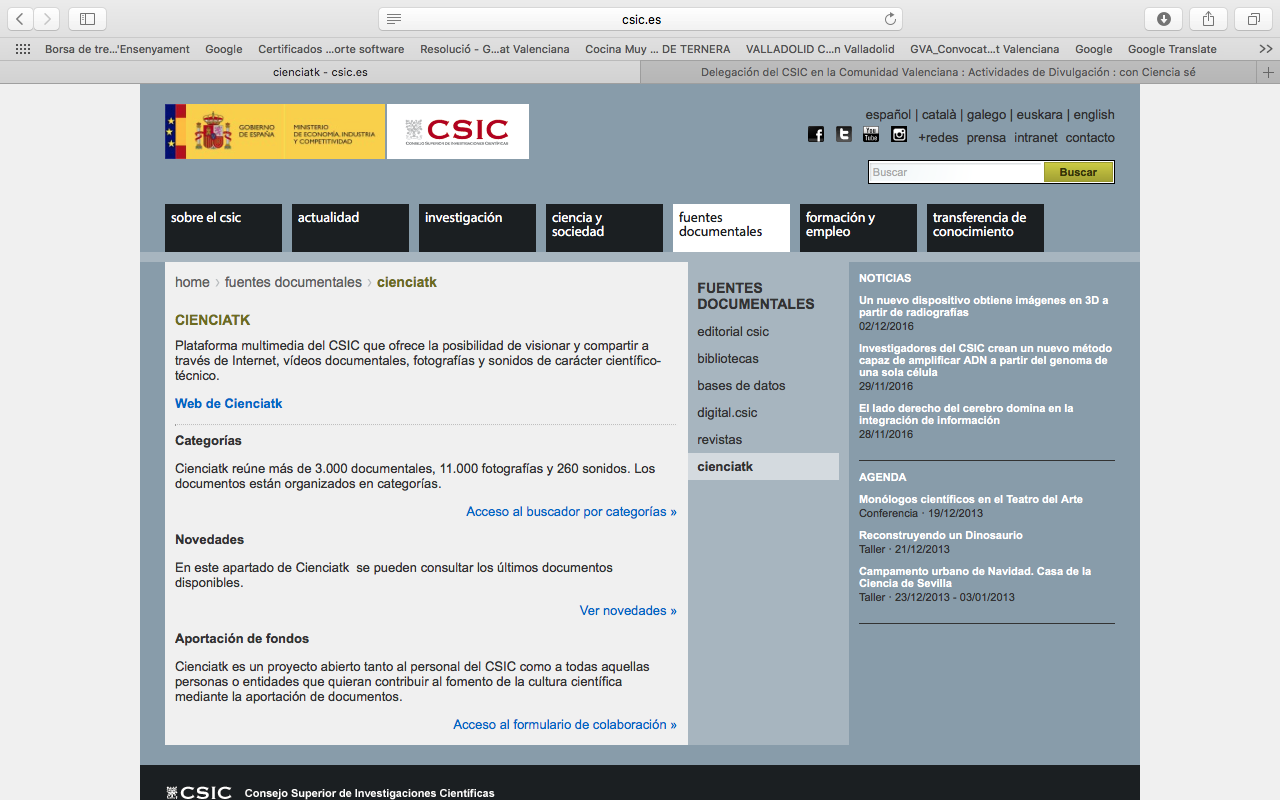 csic.es
Borsa de tre...'Ensenyament Google Certificados ...orte software Resolució - G...at Valenciana Cocina Muy ... DE TERNERA VALLADOLID C...n Valladolid GVA_Convocat...t Valenciana Google Google Translate
cienciatk - csic.es Delegación del CSIC en la Comunidad Valenciana : Actividades de Divulgación : con Ciencia sé
GOBIERNO
DE ESPAÑA
MINISTERIO
DE ECONOMÍA, INDUSTRIA
Y COMPETITIVIDAD
CSIC
CONSEJO SUPERIOR DE INVESTIGACIONES CIENTÍFICAS
español | català | galego | euskara | english
You
Tube
+redes prensa intranet contacto
Buscar Buscar
sobre el csic
actualidad
investigación
ciencia y
sociedad
fuentes
documentales
formación y
empleo
transferencia de
conocimiento
home › fuentes documentales › cienciatk
CIENCIATK
Plataforma multimedia del CSIC que ofrece la posibilidad de visionar y compartir a
través de Internet, vídeos documentales, fotografías y sonidos de carácter científico-
técnico.
Web de Cienciatk
Categorías
Cienciatk reúne más de 3.000 documentales, 11.000 fotografías y 260 sonidos. Los
documentos están organizados en categorías.
Acceso al buscador por categorías »
Novedades
En este apartado de Cienciatk se pueden consultar los últimos documentos
disponibles.
Ver novedades »
Aportación de fondos
Cienciatk es un proyecto abierto tanto al personal del CSIC como a todas aquellas
personas o entidades que quieran contribuir al fomento de la cultura científica
mediante la aportación de documentos.
Acceso al formulario de colaboración »
FUENTES
DOCUMENTALES
editorial csic
bibliotecas
bases de datos
digital.csic
revistas
cienciatk
NOTICIAS
Un nuevo dispositivo obtiene imágenes en 3D a
partir de radiografías
02/12/2016
Investigadores del CSIC crean un nuevo método
capaz de amplificar ADN a partir del genoma de
una sola célula
29/11/2016
El lado derecho del cerebro domina en la
integración de información
28/11/2016
AGENDA
Monólogos científicos en el Teatro del Arte
Conferencia · 19/12/2013
Reconstruyendo un Dinosaurio
Taller · 21/12/2013
Campamento urbano de Navidad. Casa de la
Ciencia de Sevilla
Taller · 23/12/2013 - 03/01/2013
CSIC Consejo Superior de Investigaciones Científicas